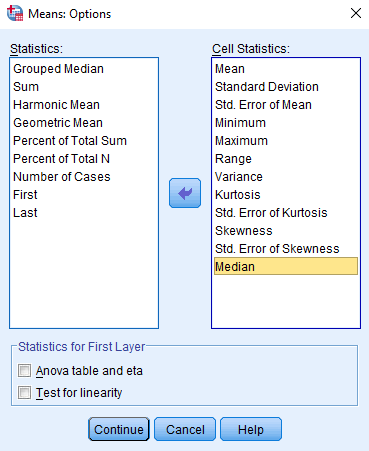 Means: Options
Statistics:
Grouped Median
Sum
Harmonic Mean
Geometric Mean
Percent of Total Sum
Percent of Total N
Number of Cases
First
Last
Cell Statistics:
Mean
Standard Deviation
Std. Error of Mean
Minimum
Maximum
Range
Variance
Kurtosis
Std. Error of Kurtosis
Skewness
Std. Error of Skewness
Median
Statistics for First Layer
Anova table and eta
Test for linearity
Continue Cancel Help